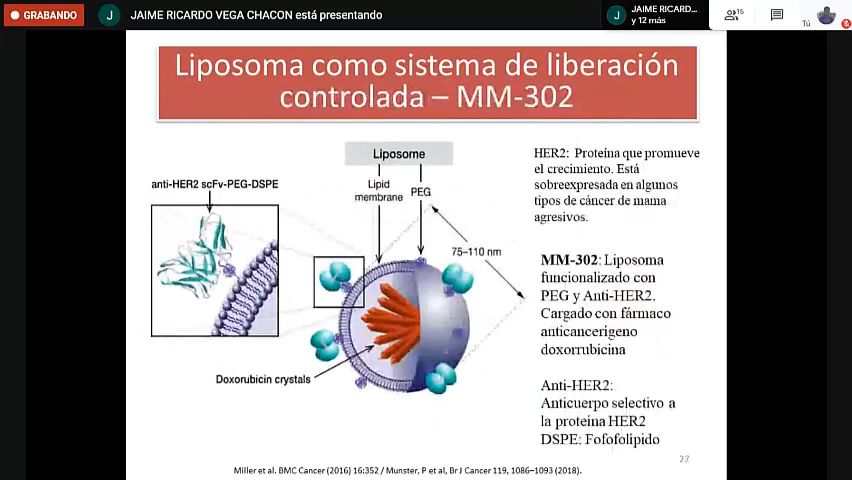 GRABANDO
J
JAIME RICARDO VEGA CHACON está presentando
J
JAIME RICARD...
y 12 más
15
Tú
Liposoma como sistema de liberación
controlada – MM-302
Liposome
anti-HER2 scFv-PEG-DSPE
Lipid
membrane
PEG
75–110 nm
Doxorubicin crystals
HER2: Proteína que promueve
el crecimiento. Está
sobreexpresada en algunos
tipos de cáncer de mama
agresivos.
MM-302: Liposoma
funcionalizado con
PEG y Anti-HER2.
Cargado con fármaco
anticancerigeno
doxorrubicina
Anti-HER2:
Anticuerpo selectivo a
la proteína HER2
DSPE: Fofofolípido
22
Miller et al. BMC Cancer (2016) 16:352 / Munster, P et al, Br J Cancer 119, 1086–1093 (2018).